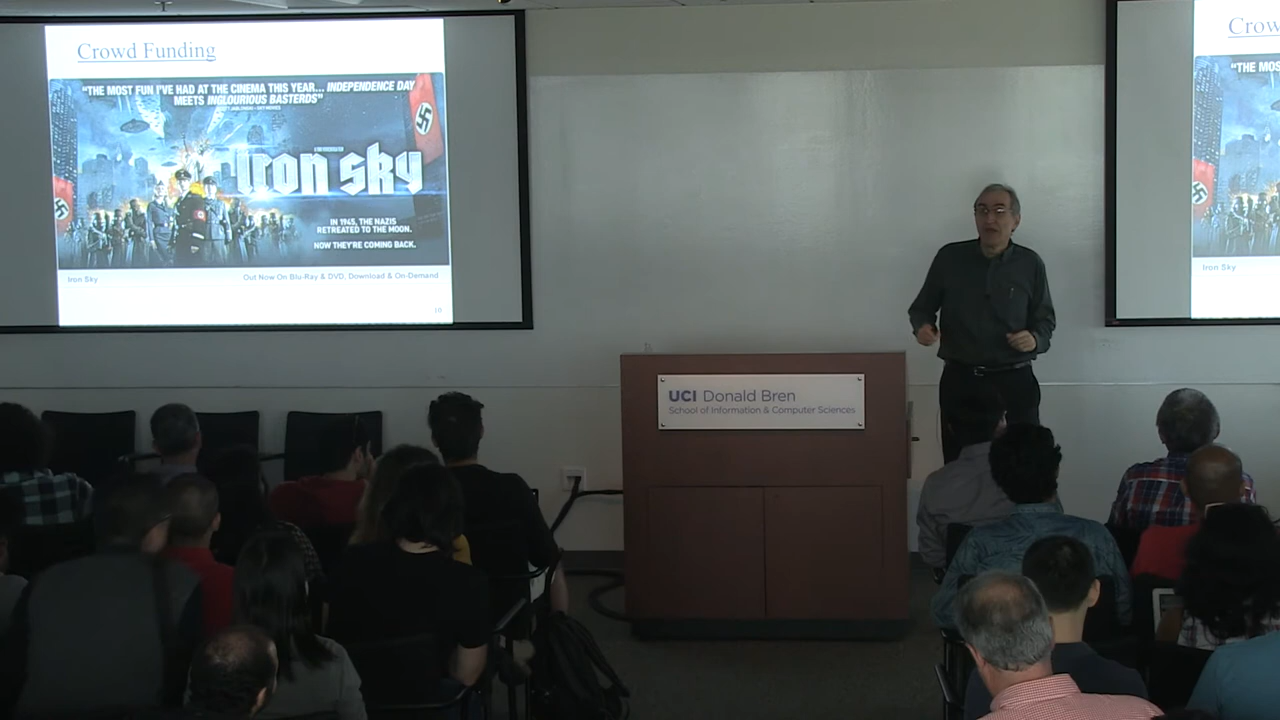 Crowd Funding
"THE MOST FUN I'VE HAD AT THE CINEMA THIS YEAR... INDEPENDENCE DAY
MEETS INGLOURIOUS BASTERDS"
Iron Sky
IN 1945, THE NAZIS
RETREATED TO THE MOON.
NOW THEY'RE COMING BACK.
Iron Sky
Out Now On Blu-Ray & DVD, Download & On-Demand
10
UCI Donald Bren
School of Information & Computer Sciences
Crow
"THE MOS
Iron Sky